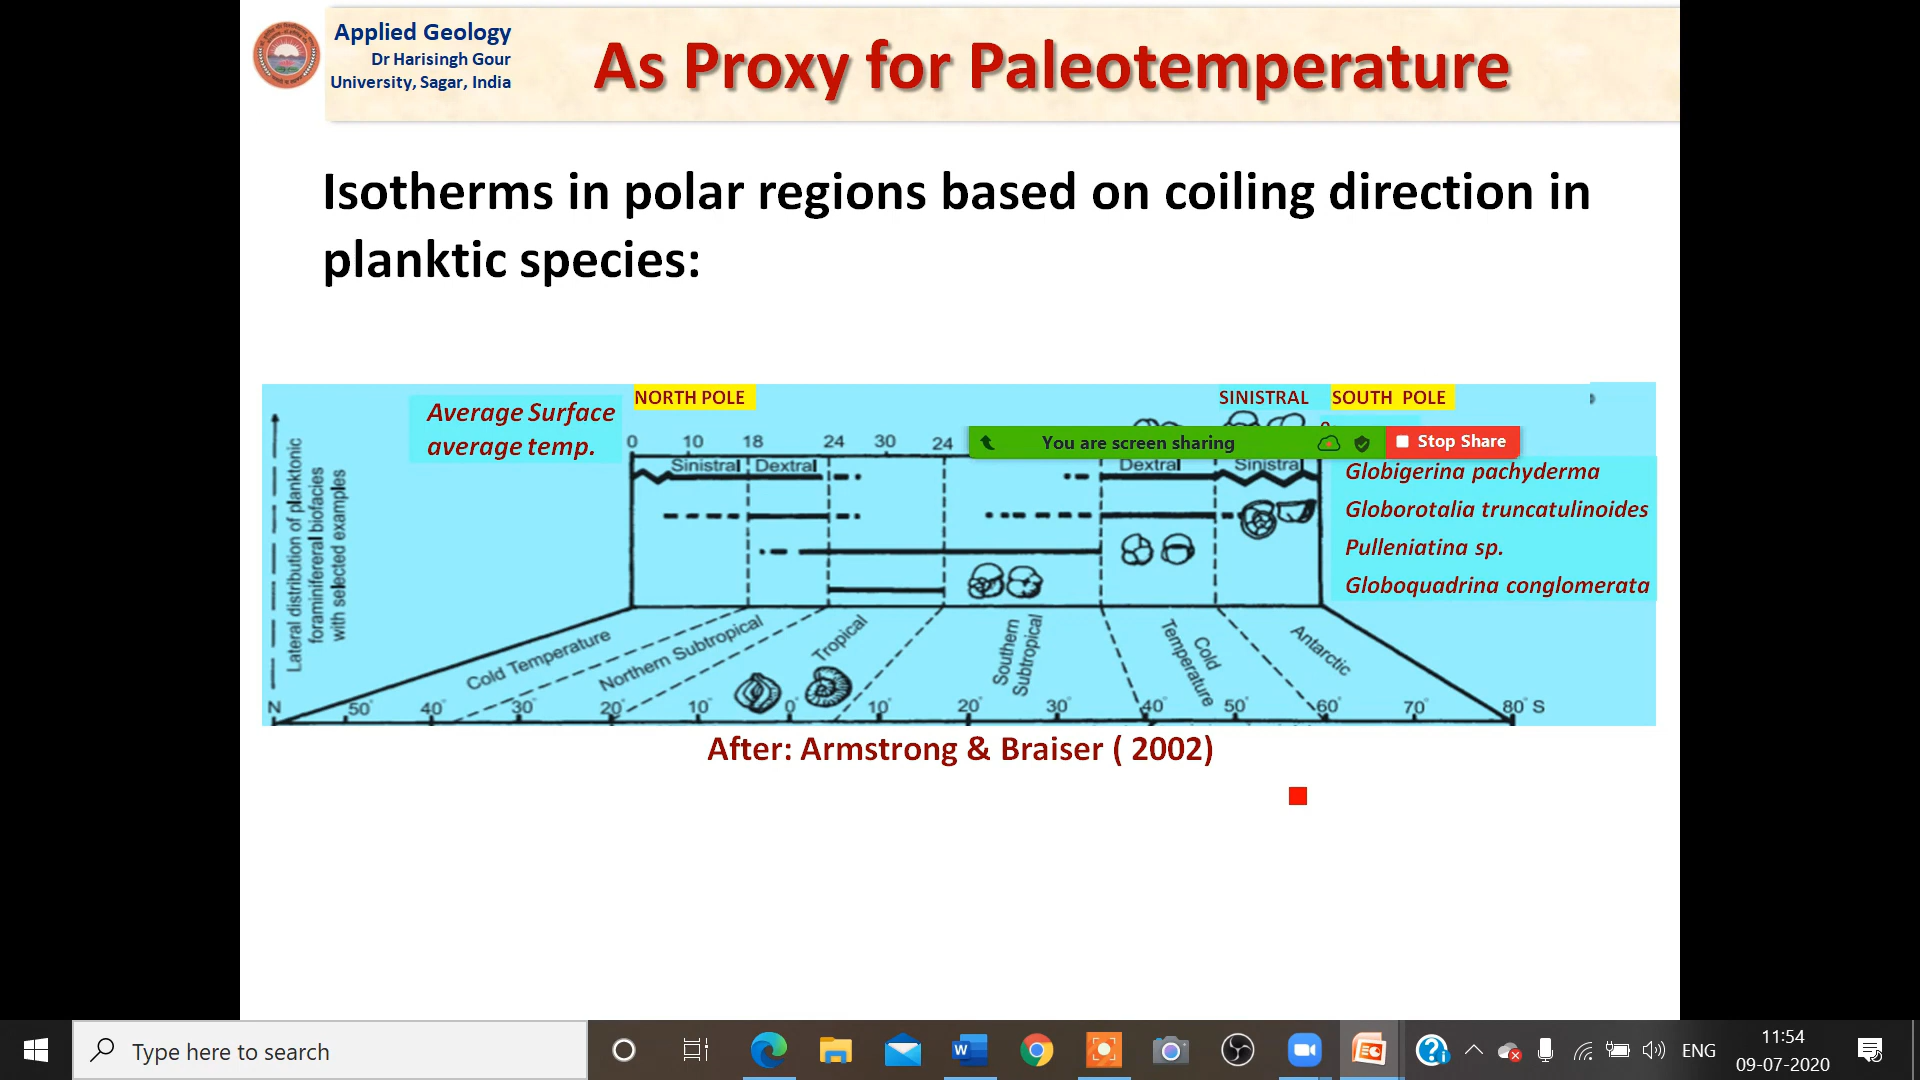 Applied Geology
Dr Harisingh Gour
University, Sagar, India
As Proxy for Paleotemperature
Isotherms in polar regions based on coiling direction in
planktic species:
NORTH POLE
SINISTRAL
SOUTH POLE
Average Surface
average temp.
0 10 18 24 30 24
You are screen sharing
Stop Share
Sinistral Dextral
Dextral Sinistral
Globigerina pachyderma
Globorotalia truncatulinoides
Pulleniatina sp.
Globoquadrina conglomerata
Lateral distribution of planktonic
foraminifereral biofacies
with selected examples
Cold Temperature
Northern Subtropical
Tropical
Southern
Subtropical
Cold
Temperature
Antarctic
N 50° 40° 30° 20° 10° 0° 10° 20° 30° 40° 50° 60° 70° 80° S
After: Armstrong & Braiser ( 2002)
Type here to search
ENG
11:54
09-07-2020